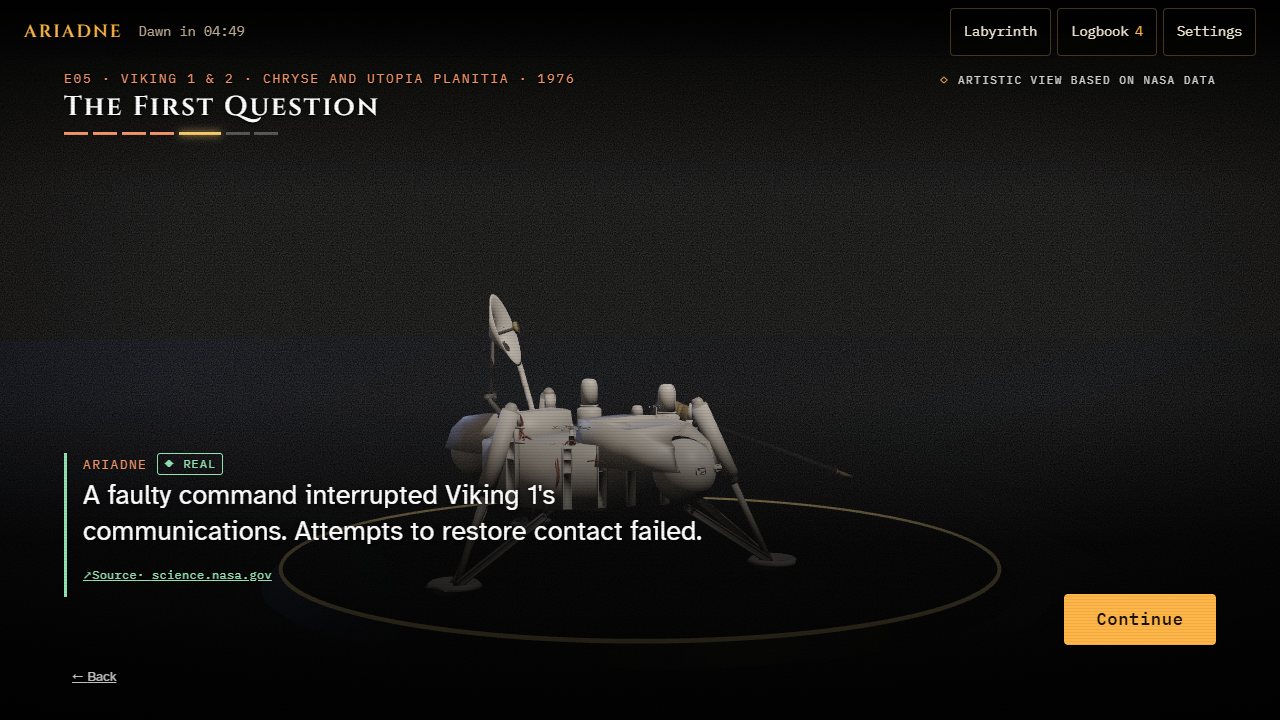 ARIADNE Dawn in 04:49 Labyrinth Logbook 4 Settings
E05 · VIKING 1 & 2 · CHRYSE AND UTOPIA PLANITIA · 1976
◇ ARTISTIC VIEW BASED ON NASA DATA
The First Question
ARIADNE ◆ REAL
A faulty command interrupted Viking 1's
communications. Attempts to restore contact failed.
↗Source· science.nasa.gov
Continue
← Back